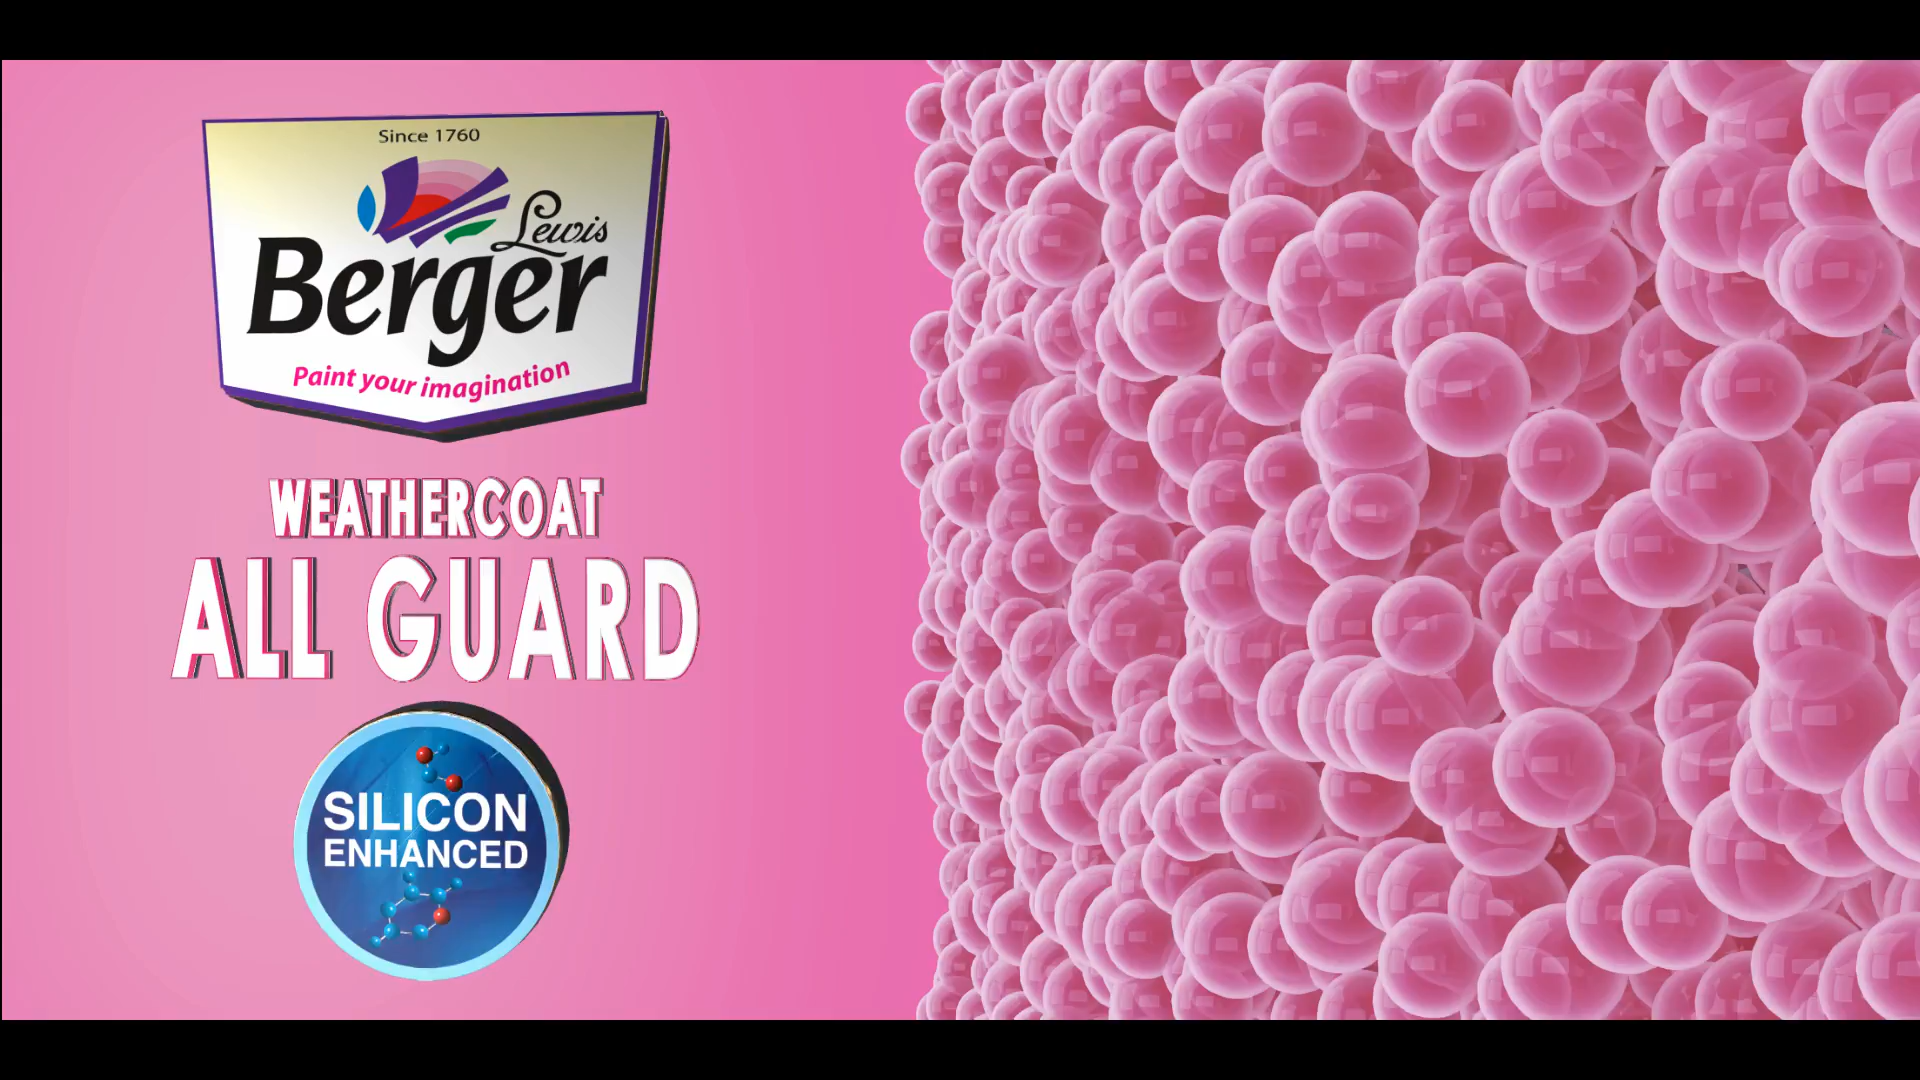 Since 1760
Lewis
Berger
Paint your imagination
WEATHERCOAT
ALL GUARD
SILICON
ENHANCED